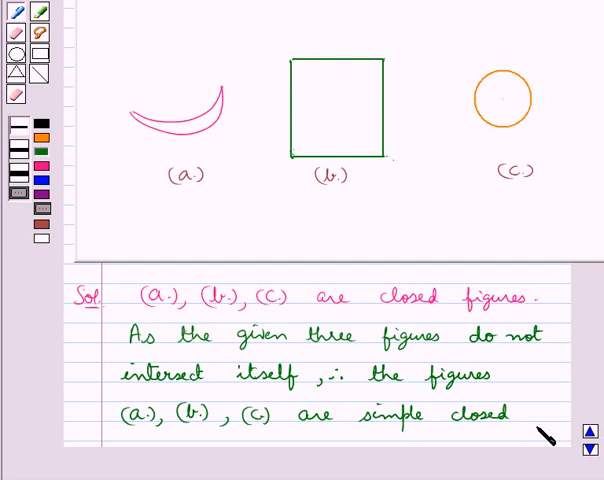 (a.) (b.) (c.)
Sol. (a.), (b.), (c.) are closed figures.
As the given three figures do not
intersect itself, ∴ the figures
(a.), (b.), (c.) are simple closed